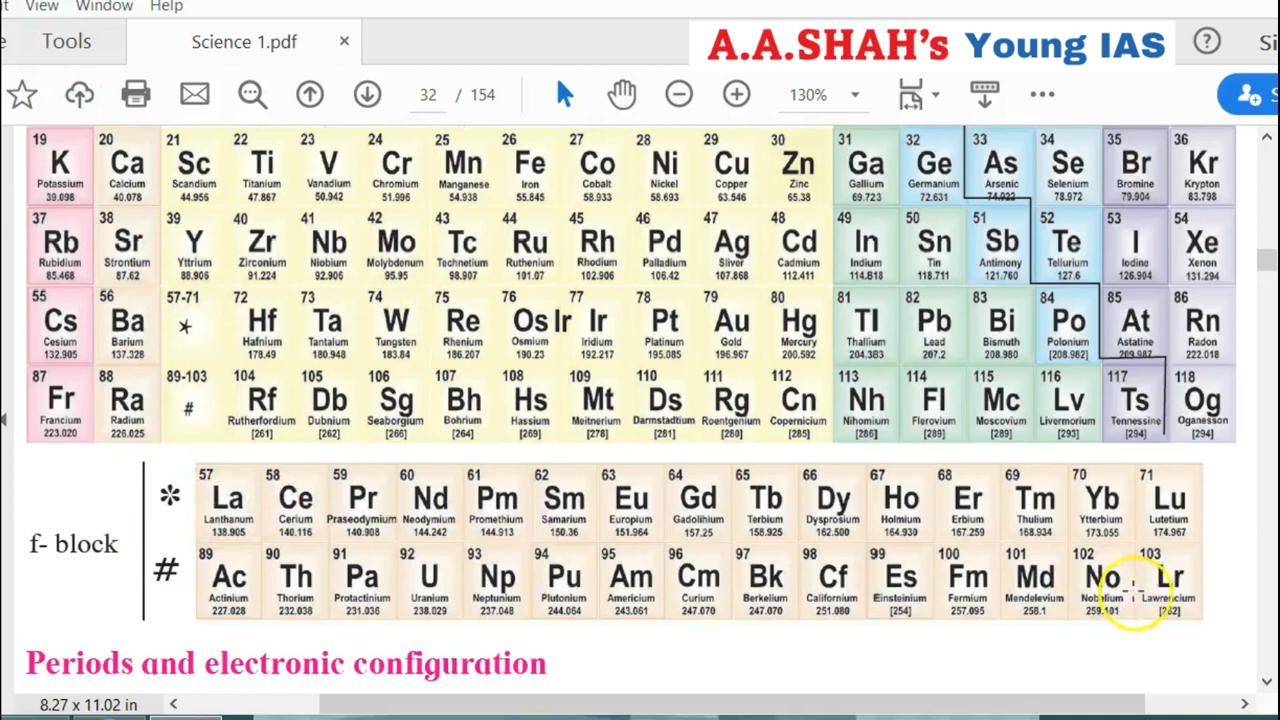 View Window Help
Tools Science 1.pdf × A.A.SHAH's Young IAS ?
32 / 154 130%
19 20 21 22 23 24 25 26 27 28 29 30 31 32 33 34 35 36
K Ca Sc Ti V Cr Mn Fe Co Ni Cu Zn Ga Ge As Se Br Kr
Potassium Calcium Scandium Titanium Vanadium Chromium Manganese Iron Cobalt Nickel Copper Zinc Gallium Germanium Arsenic Selenium Bromine Krypton
39.098 40.078 44.956 47.867 50.942 51.996 54.938 55.845 58.933 58.693 63.546 65.38 69.723 72.631 74.922 78.972 79.904 83.798
37 38 39 40 41 42 43 44 45 46 47 48 49 50 51 52 53 54
Rb Sr Y Zr Nb Mo Tc Ru Rh Pd Ag Cd In Sn Sb Te I Xe
Rubidium Strontium Yttrium Zirconium Niobium Molybdenum Technetium Ruthenium Rhodium Palladium Silver Cadmium Indium Tin Antimony Tellurium Iodine Xenon
85.468 87.62 88.906 91.224 92.906 95.95 98.907 101.07 102.906 106.42 107.868 112.411 114.818 118.711 121.760 127.6 126.904 131.294
55 56 57-71 72 73 74 75 76 77 78 79 80 81 82 83 84 85 86
Cs Ba * Hf Ta W Re Os Ir Ir Pt Au Hg Tl Pb Bi Po At Rn
Cesium Barium Hafnium Tantalum Tungsten Rhenium Osmium Iridium Platinum Gold Mercury Thallium Lead Bismuth Polonium Astatine Radon
132.905 137.328 178.49 180.948 183.84 186.207 190.23 192.217 195.085 196.967 200.592 204.383 207.2 208.980 [208.982] 209.987 222.018
87 88 89-103 104 105 106 107 108 109 110 111 112 113 114 115 116 117 118
Fr Ra # Rf Db Sg Bh Hs Mt Ds Rg Cn Nh Fl Mc Lv Ts Og
Francium Radium Rutherfordium Dubnium Seaborgium Bohrium Hassium Meitnerium Darmstadtium Roentgenium Copernicium Nihomium Flerovium Moscovium Livermorium Tennessine Oganesson
223.020 226.025 [261] [262] [266] [264] [269] [278] [281] [280] [285] [286] [289] [289] [293] [294] [294]
57 58 59 60 61 62 63 64 65 66 67 68 69 70 71
* La Ce Pr Nd Pm Sm Eu Gd Tb Dy Ho Er Tm Yb Lu
Lanthanum Cerium Praseodymium Neodymium Promethium Samarium Europium Gadolihium Terbium Dysprosium Holmium Erbium Thulium Ytterbium Lutetium
138.905 140.116 140.908 144.242 144.913 150.36 151.964 157.25 158.925 162.500 164.930 167.259 168.934 173.055 174.967
f- block
89 90 91 92 93 94 95 96 97 98 99 100 101 102 103
# Ac Th Pa U Np Pu Am Cm Bk Cf Es Fm Md No Lr
Actinium Thorium Protactinium Uranium Neptunium Plutonium Americium Curium Berkelium Californium Einsteinium Fermium Mendelevium Nobelium Lawrencium
227.028 232.038 231.036 238.029 237.048 244.064 243.061 247.070 247.070 251.080 [254] 257.095 258.1 259.101 [262]
Periods and electronic configuration
8.27 x 11.02 in